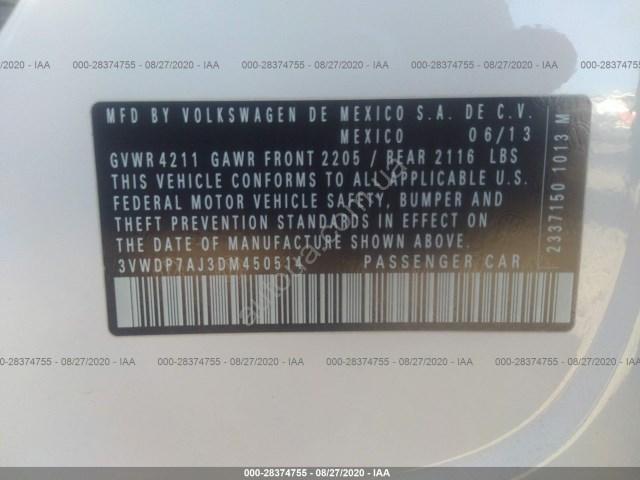 000-28374755 - 08/27/2020 - IAA
MFD BY VOLKSWAGEN DE MEXICO S.A. DE C.V.
MEXICO 06/13
GVWR 4211 GAWR FRONT 2205 / REAR 2116 LBS
THIS VEHICLE CONFORMS TO ALL APPLICABLE U.S.
FEDERAL MOTOR VEHICLE SAFETY, BUMPER AND
THEFT PREVENTION STANDARDS IN EFFECT ON
THE DATE OF MANUFACTURE SHOWN ABOVE.
3VWDP7AJ3DM450514 PASSENGER CAR
2337150 1013 M
autorra.com.ua
000-28374755 - 08/27/2020 - IAA
000-28374755 - 08/27/2020 - IAA